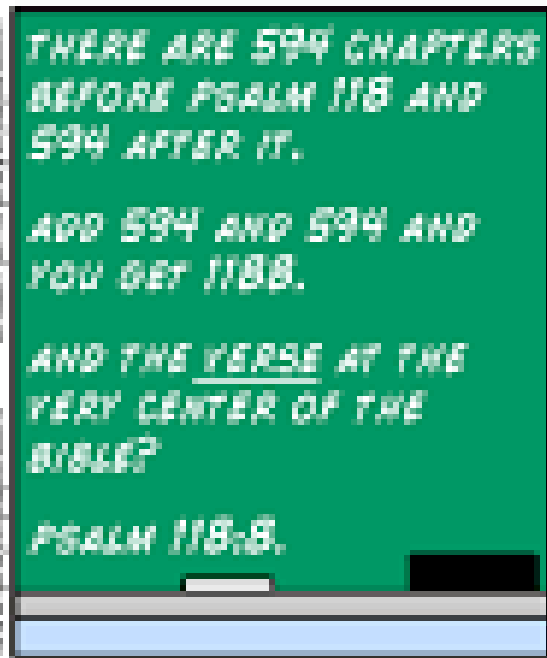 THERE ARE 594 CHAPTERS
BEFORE PSALM 118 AND
594 AFTER IT.
ADD 594 AND 594 AND
YOU GET 1188.
AND THE VERSE AT THE
VERY CENTER OF THE
BIBLE?
PSALM 118:8.